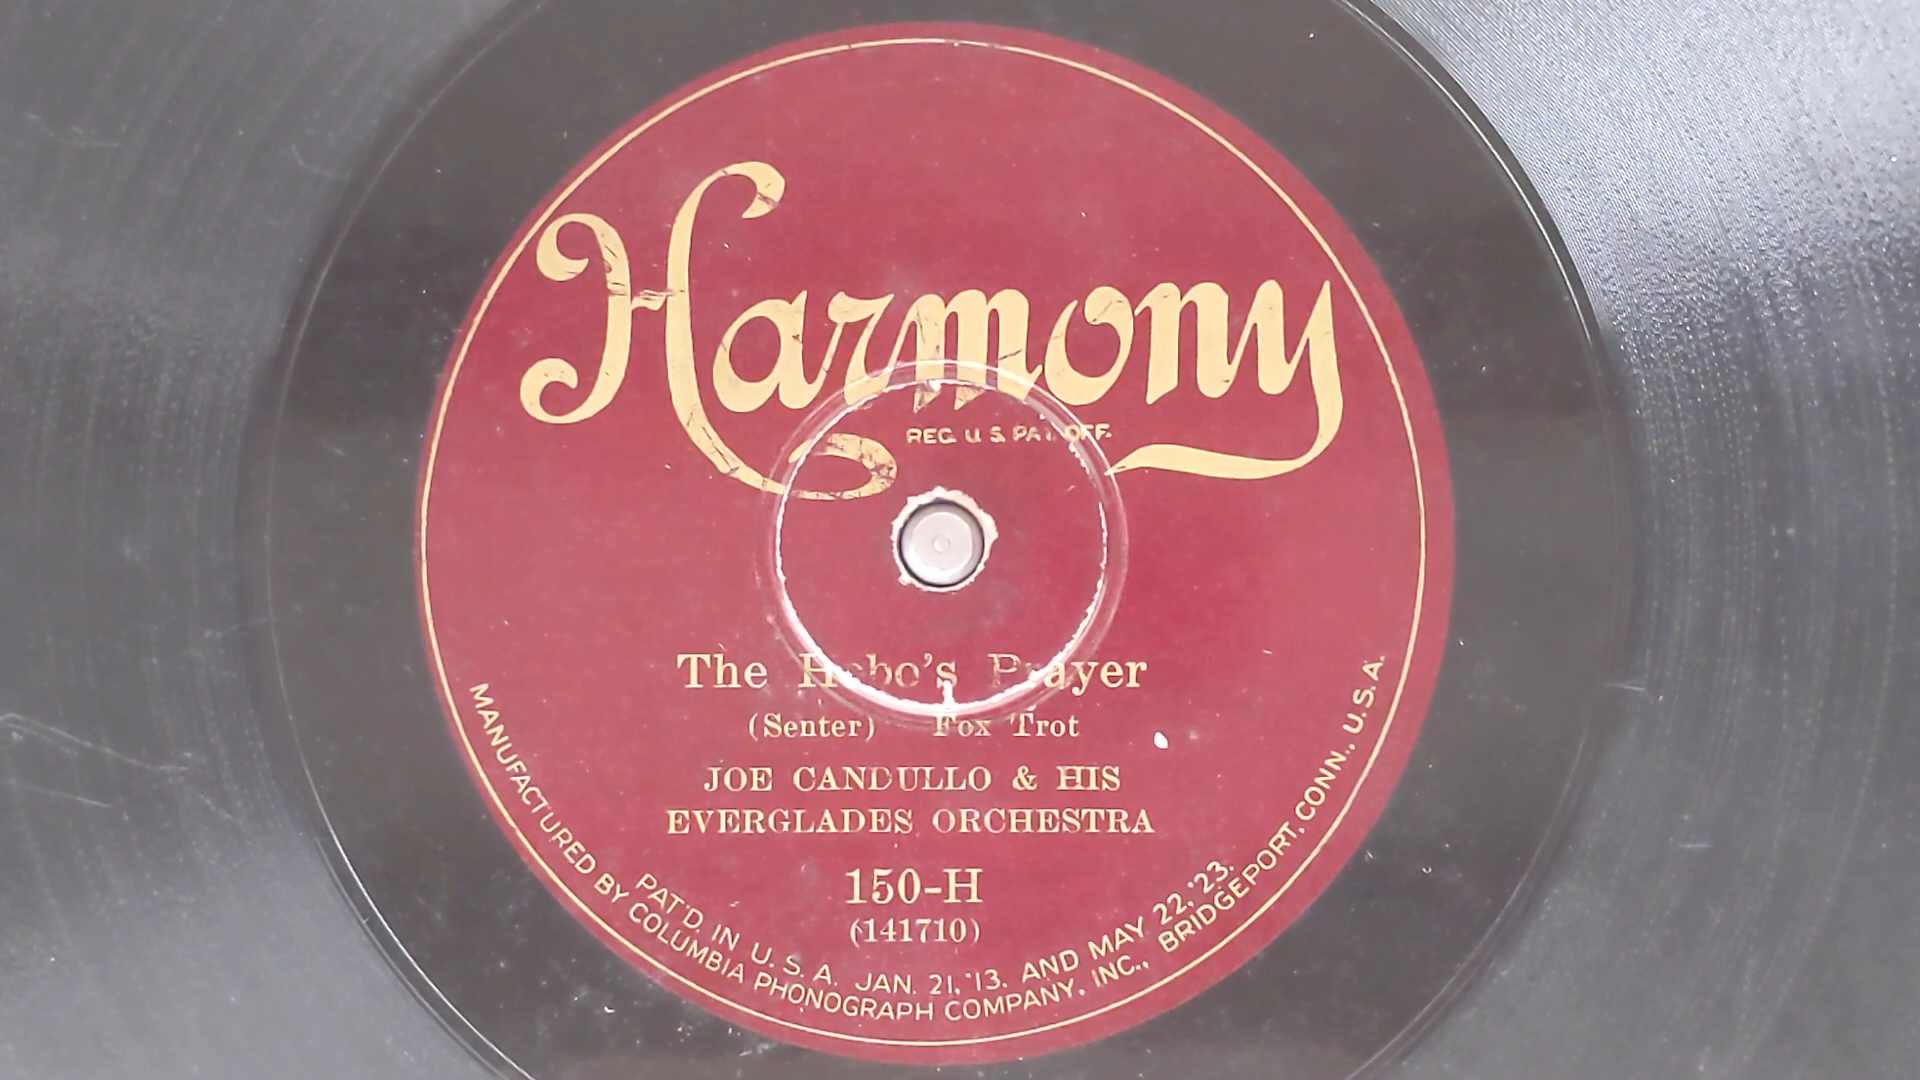 Harmony
REG. U.S. PAT. OFF.
The Hobo's Prayer
(Senter) Fox Trot
JOE CANDULLO & HIS
EVERGLADES ORCHESTRA
150-H
(141710)
PAT'D. IN U.S.A. JAN. 21, '13. AND MAY 22, '23.
MANUFACTURED BY COLUMBIA PHONOGRAPH COMPANY, INC., BRIDGEPORT, CONN., U.S.A.